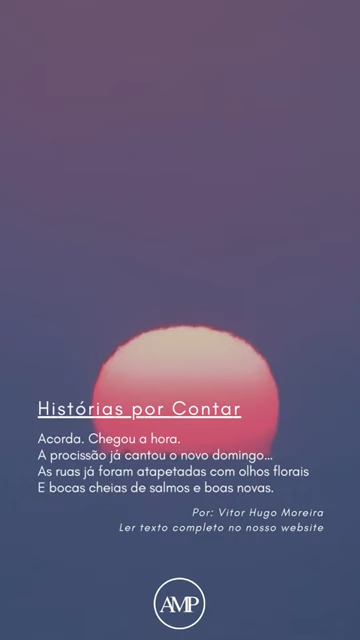 Histórias por Contar
Acorda. Chegou a hora.
A procissão já cantou o novo domingo...
As ruas já foram atapetadas com olhos florais
E bocas cheias de salmos e boas novas.
Por: Vitor Hugo Moreira
Ler texto completo no nosso website
AMP